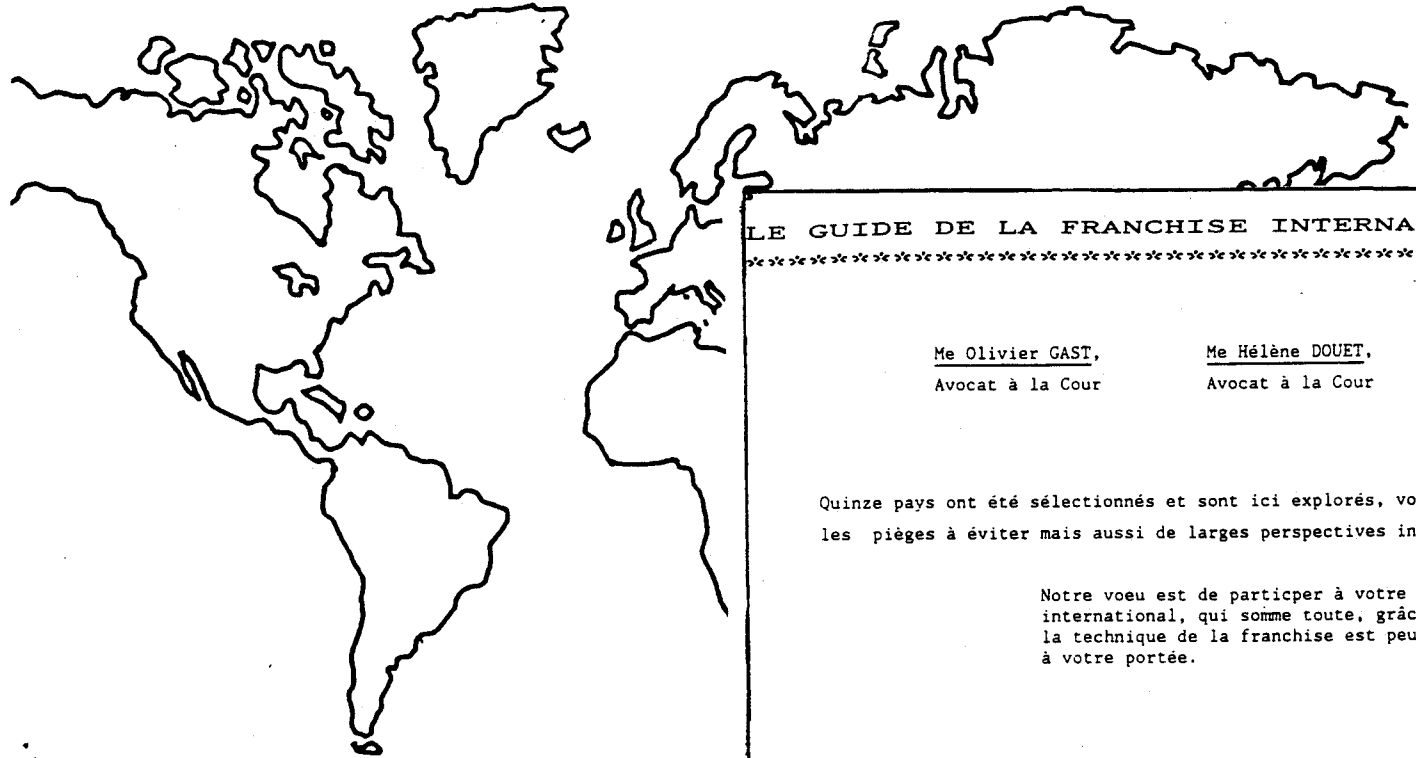 LE GUIDE DE LA FRANCHISE INTERNA
************************************
Me Olivier GAST, Me Hélène DOUET,
Avocat à la Cour Avocat à la Cour
Quinze pays ont été sélectionnés et sont ici explorés, vo
les pièges à éviter mais aussi de larges perspectives in
Notre voeu est de particper à votre
international, qui somme toute, grâc
la technique de la franchise est peu
à votre portée.